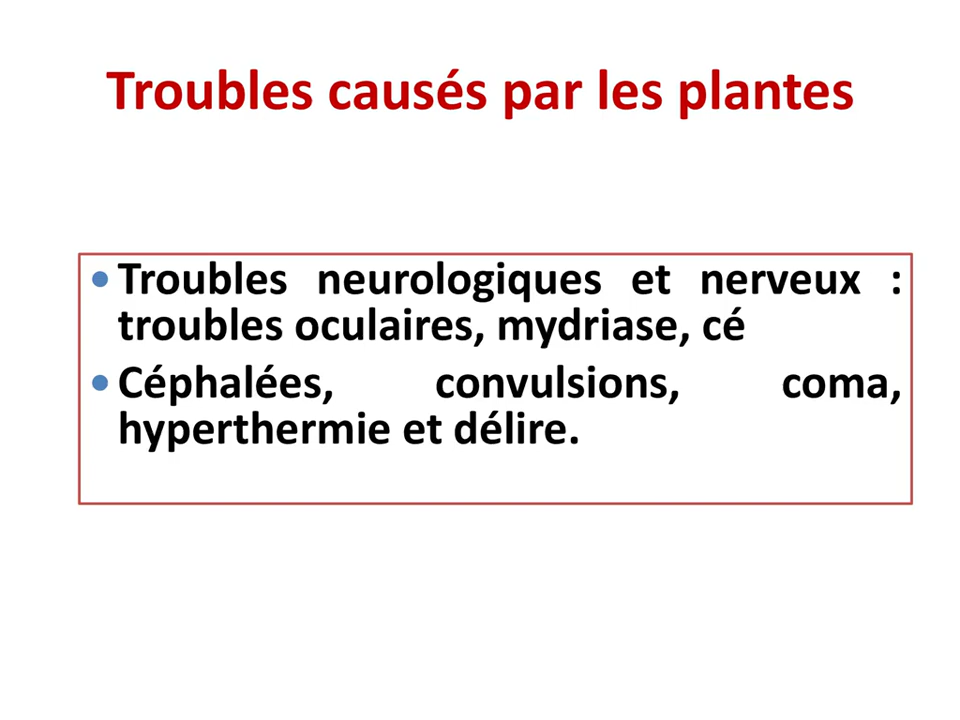 Troubles causés par les plantes
• Troubles neurologiques et nerveux :
troubles oculaires, mydriase, cé
• Céphalées, convulsions, coma,
hyperthermie et délire.